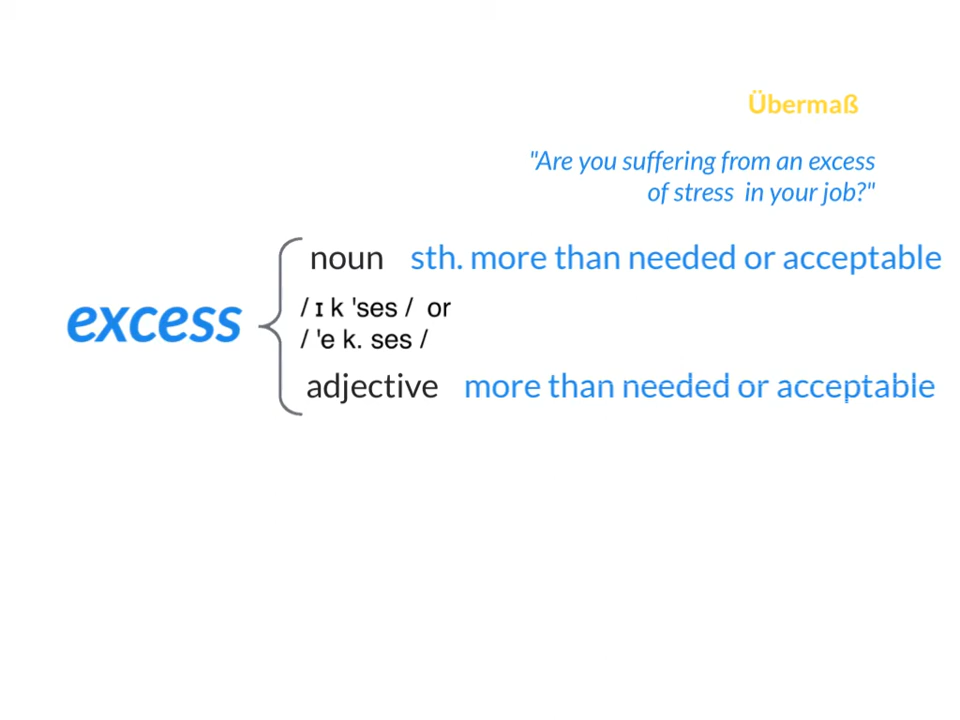 Übermaß
"Are you suffering from an excess
of stress in your job?"
noun sth. more than needed or acceptable
excess
/ ɪ k 'ses / or
/ 'e k. ses /
adjective more than needed or acceptable